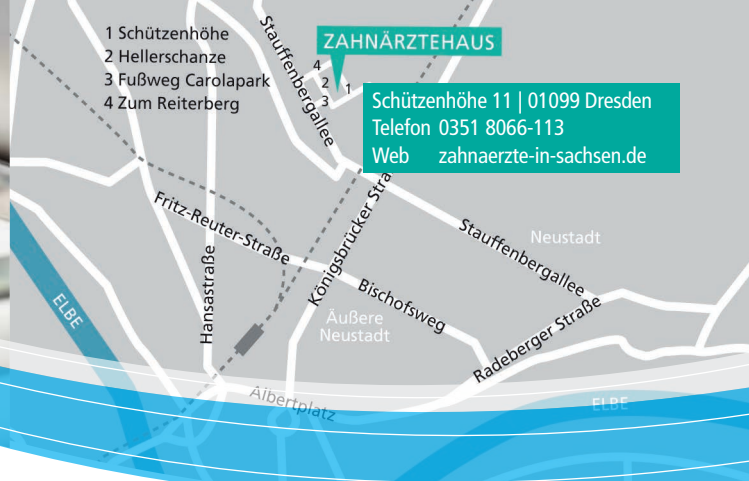 1 Schützenhöhe
2 Hellerschanze
3 Fußweg Carolapark
4 Zum Reiterberg
Stauffenbergallee
ZAHNÄRZTEHAUS
4
2
1
3
Schützenhöhe 11 | 01099 Dresden
Telefon 0351 8066-113
Web zahnaerzte-in-sachsen.de
Fritz-Reuter-Straße
Hansastraße
Königsbrücker Stra
Stauffenbergallee
Neustadt
Bischofsweg
Äußere
Neustadt
Radeberger Straße
ELBE
Albertplatz
ELBE